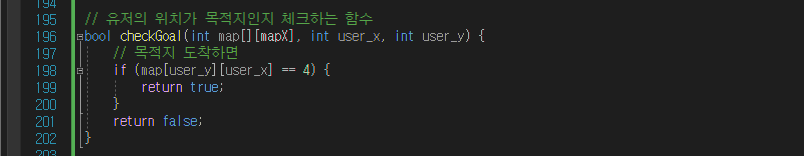 194
195 // 유저의 위치가 목적지인지 체크하는 함수
196 bool checkGoal(int map[][mapX], int user_x, int user_y) {
197 // 목적지 도착하면
198 if (map[user_y][user_x] == 4) {
199 return true;
200 }
201 return false;
202 }
203